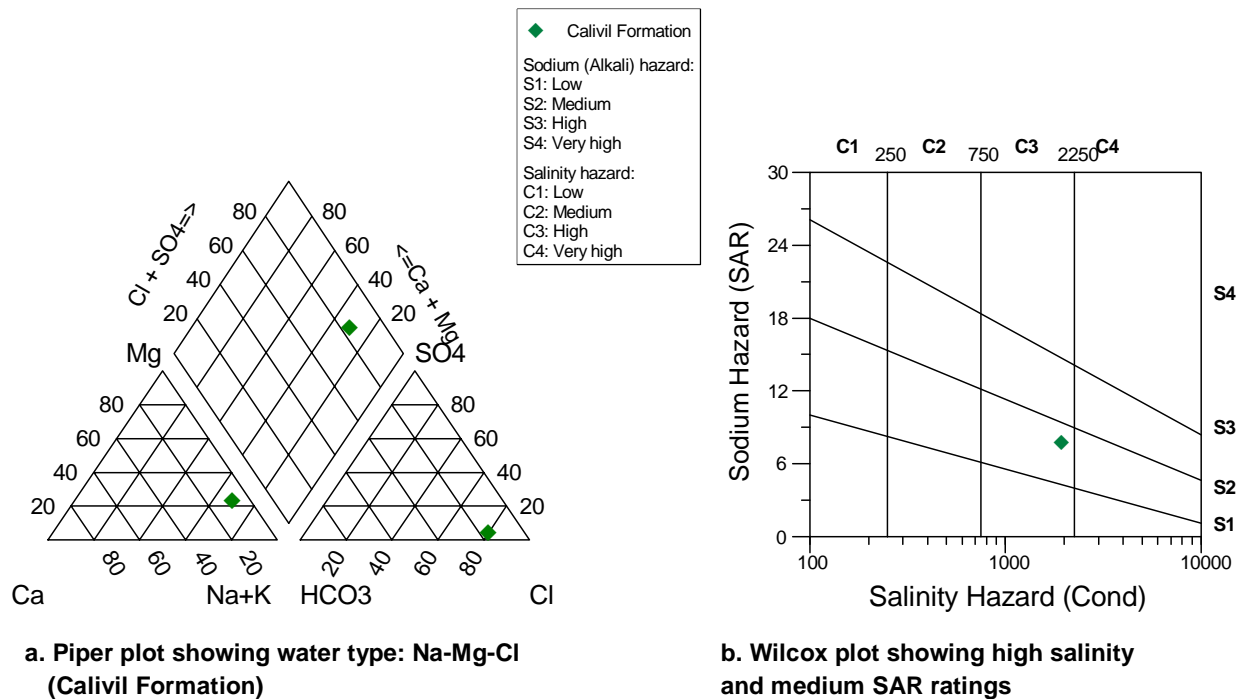 Calivil Formation
Sodium (Alkali) hazard:
S1: Low
S2: Medium
S3: High
S4: Very high
Salinity hazard:
C1: Low
C2: Medium
C3: High
C4: Very high
80 80
60 60
40 40
20 20
Cl + SO4=>
<=Ca + Mg
Mg SO4
80 80
60 60
40 40
20 20
80 60 40 20 20 40 60 80
Ca Na+K HCO3 Cl
a. Piper plot showing water type: Na-Mg-Cl
(Calivil Formation)
C1 250 C2 750 C3 2250 C4
30
24
18
12
6
0
Sodium Hazard (SAR)
S4
S3
S2
S1
100 1000 10000
Salinity Hazard (Cond)
b. Wilcox plot showing high salinity
and medium SAR ratings